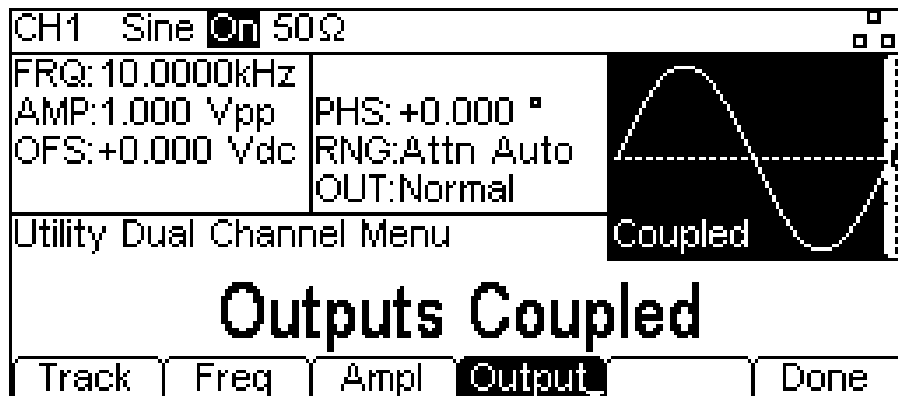 CH1 Sine On 50Ω
FRQ:10.0000kHz
AMP:1.000 Vpp
OFS:+0.000 Vdc
PHS:+0.000 °
RNG:Attn Auto
OUT:Normal
Utility Dual Channel Menu
Coupled
Outputs Coupled
Track Freq Ampl Output Done